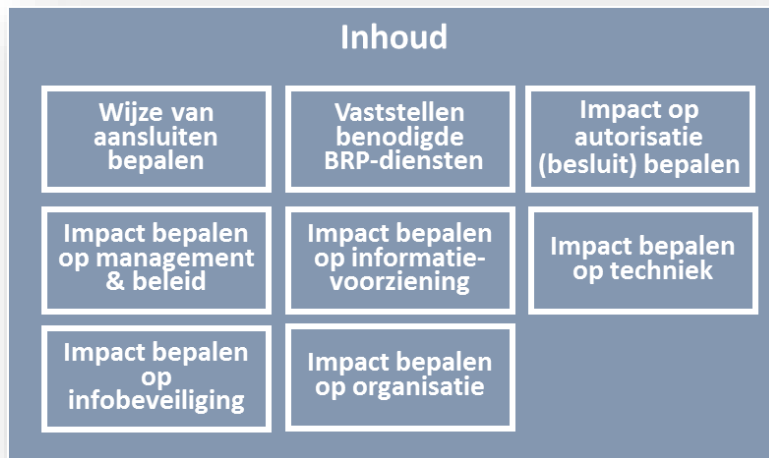 Inhoud
Wijze van
aansluiten
bepalen
Vaststellen
benodigde
BRP-diensten
Impact op
autorisatie
(besluit) bepalen
Impact bepalen
op management
& beleid
Impact bepalen
op informatie-
voorziening
Impact bepalen
op techniek
Impact bepalen
op
infobeveiliging
Impact bepalen
op organisatie